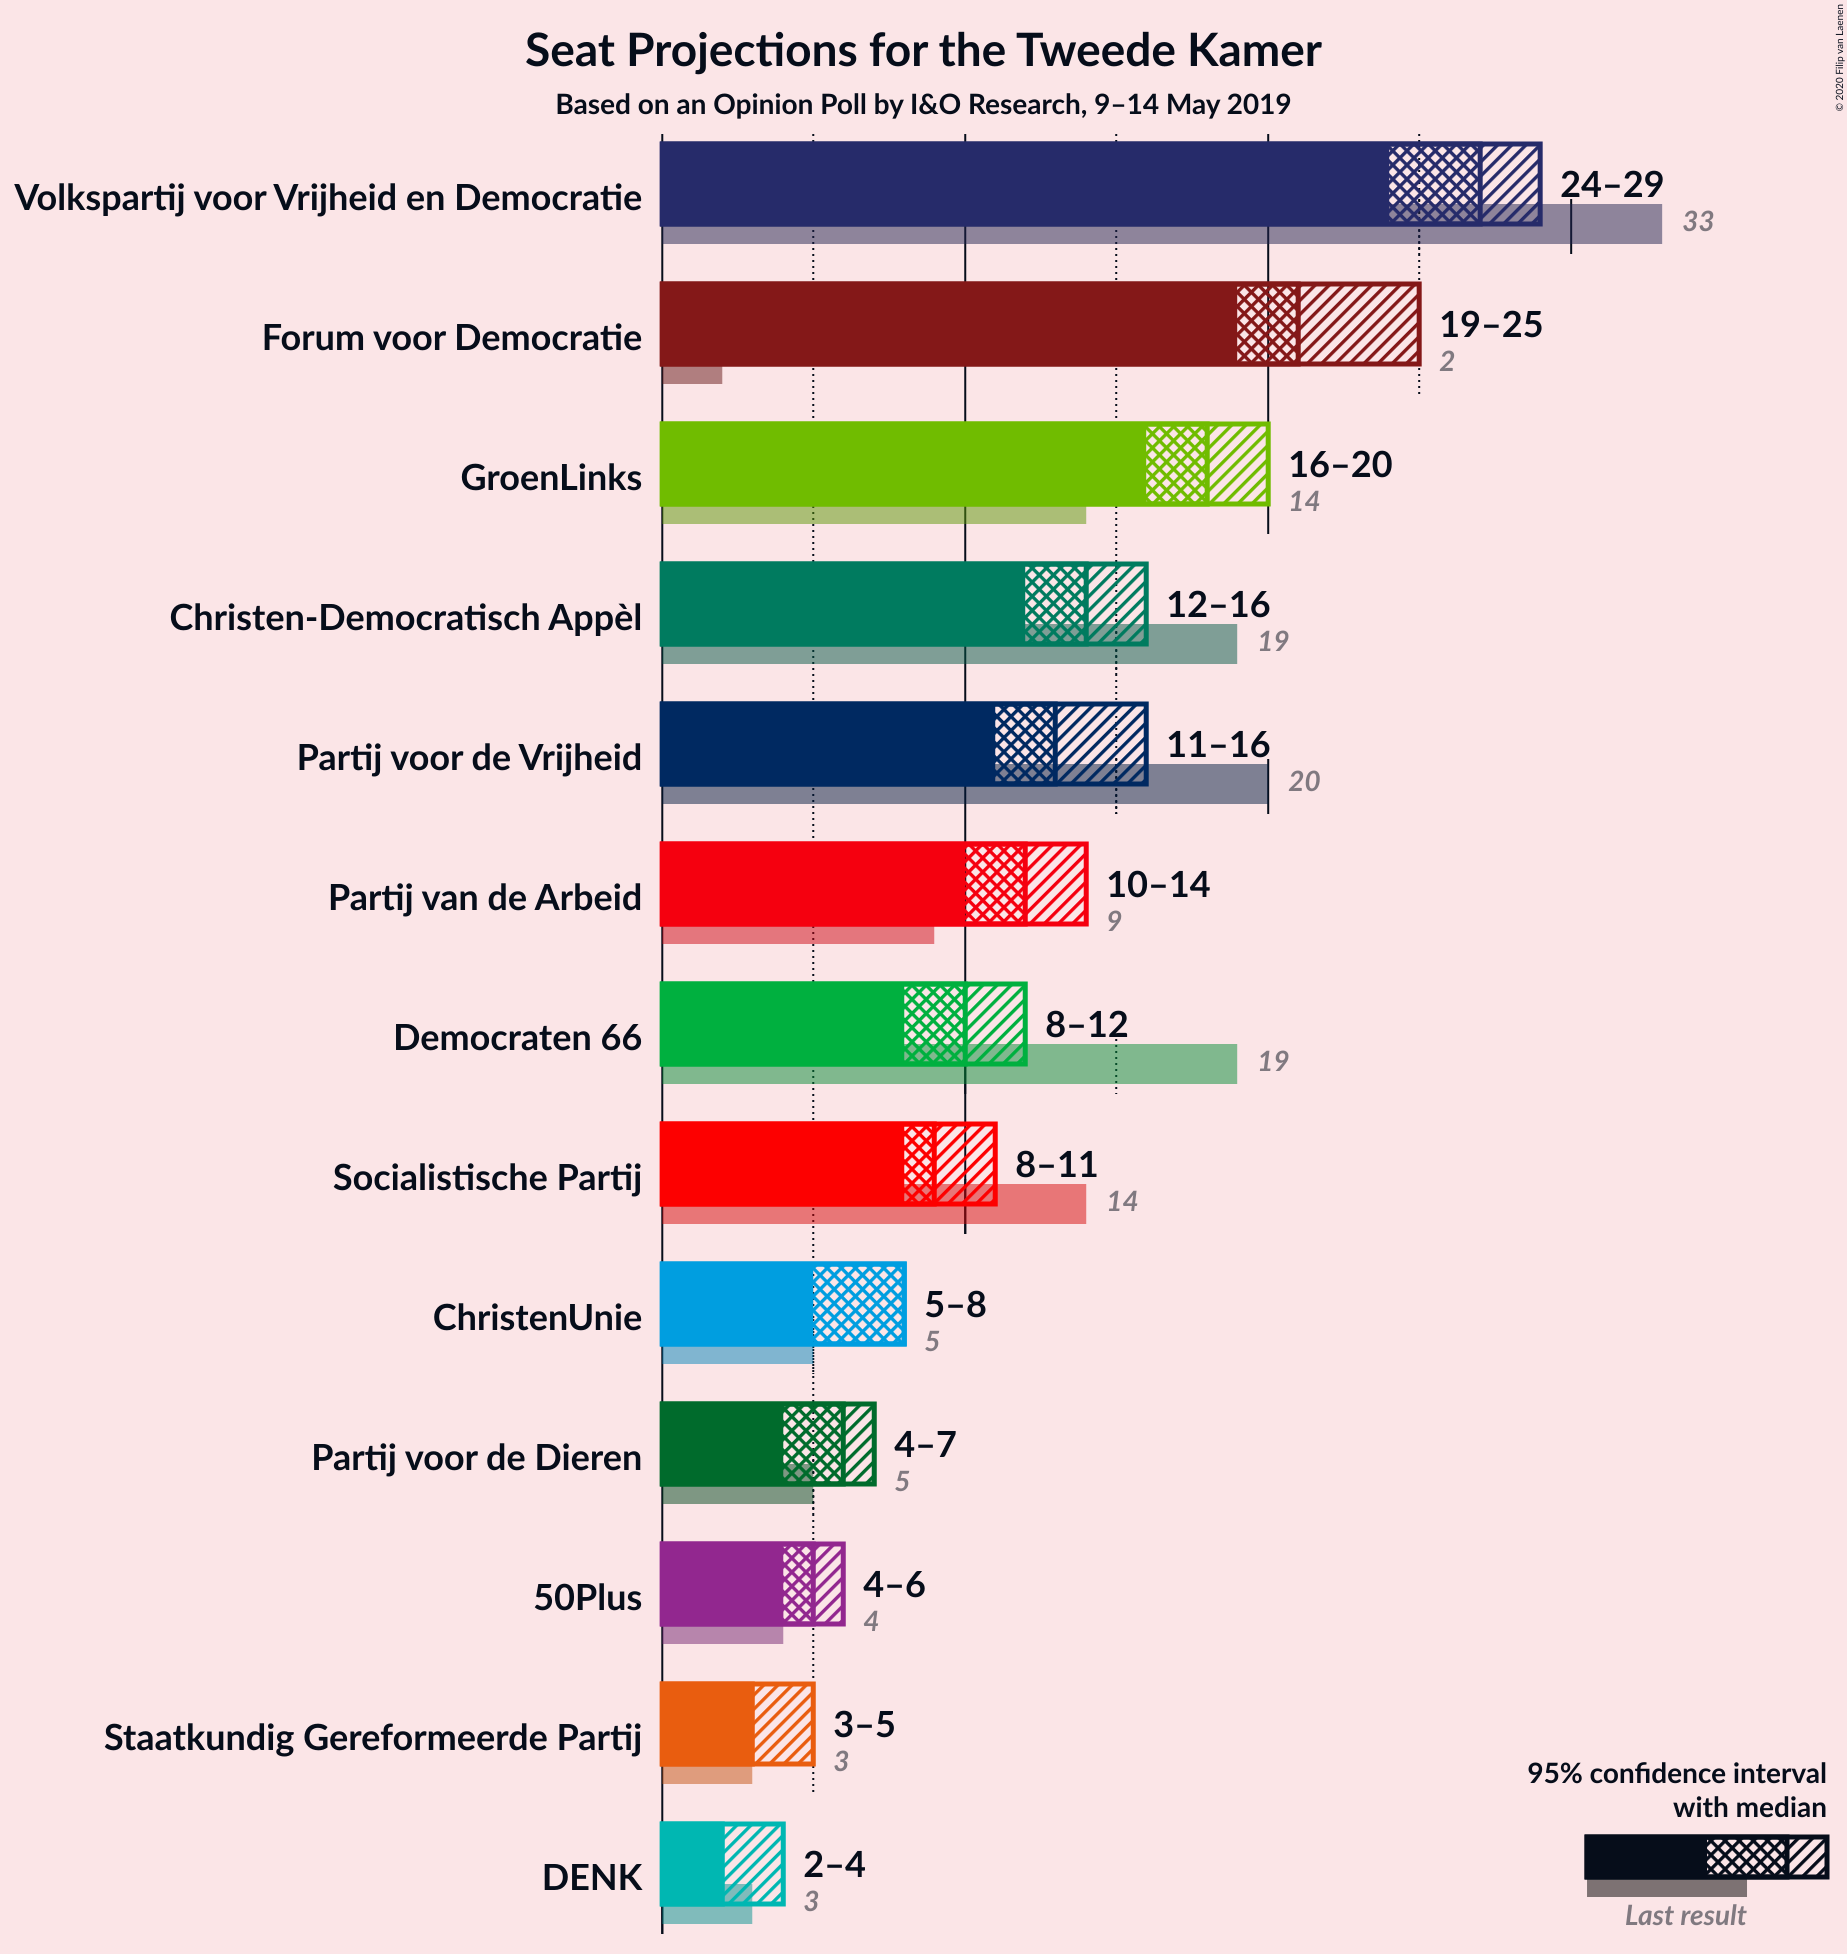 Seat Projections for the Tweede Kamer
Based on an Opinion Poll by I&O Research, 9–14 May 2019
© 2020 Filip van Laenen
Volkspartij voor Vrijheid en Democratie
24–29
33
Forum voor Democratie
19–25
2
GroenLinks
16–20
14
Christen-Democratisch Appèl
12–16
19
Partij voor de Vrijheid
11–16
20
Partij van de Arbeid
10–14
9
Democraten 66
8–12
19
Socialistische Partij
8–11
14
ChristenUnie
5–8
5
Partij voor de Dieren
4–7
5
50Plus
4–6
4
Staatkundig Gereformeerde Partij
3–5
3
DENK
2–4
3
95% confidence interval
with median
Last result